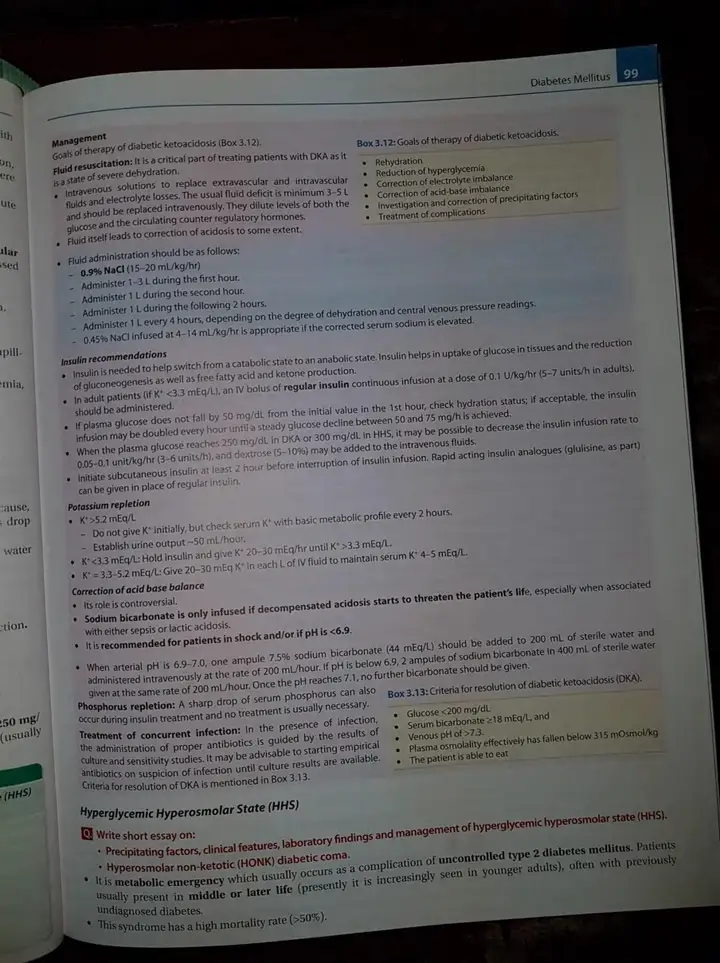 Diabetes Mellitus 99
Management
Goals of therapy of diabetic ketoacidosis (Box 3.12).
Fluid resuscitation: It is a critical part of treating patients with DKA as it
is a state of severe dehydration.
• Intravenous solutions to replace extravascular and intravascular
fluids and electrolyte losses. The usual fluid deficit is minimum 3–5 L
and should be replaced intravenously. They dilute levels of both the
glucose and the circulating counter regulatory hormones.
• Fluid itself leads to correction of acidosis to some extent.
Box 3.12: Goals of therapy of diabetic ketoacidosis.
• Rehydration
• Reduction of hyperglycemia
• Correction of electrolyte imbalance
• Correction of acid-base imbalance
• Investigation and correction of precipitating factors
• Treatment of complications
• Fluid administration should be as follows:
– 0.9% NaCl (15–20 mL/kg/hr)
– Administer 1–3 L during the first hour.
– Administer 1 L during the second hour.
– Administer 1 L during the following 2 hours.
– Administer 1 L every 4 hours, depending on the degree of dehydration and central venous pressure readings.
– 0.45% NaCl infused at 4–14 mL/kg/hr is appropriate if the corrected serum sodium is elevated.
Insulin recommendations
• Insulin is needed to help switch from a catabolic state to an anabolic state. Insulin helps in uptake of glucose in tissues and the reduction
of gluconeogenesis as well as free fatty acid and ketone production.
• In adult patients (if K⁺ <3.3 mEq/L), an IV bolus of regular insulin continuous infusion at a dose of 0.1 U/kg/hr (5–7 units/h in adults),
should be administered.
• If plasma glucose does not fall by 50 mg/dL from the initial value in the 1st hour, check hydration status; if acceptable, the insulin
infusion may be doubled every hour until a steady glucose decline between 50 and 75 mg/h is achieved.
• When the plasma glucose reaches 250 mg/dL in DKA or 300 mg/dL in HHS, it may be possible to decrease the insulin infusion rate to
0.05–0.1 unit/kg/hr (3–6 units/h), and dextrose (5–10%) may be added to the intravenous fluids.
• Initiate subcutaneous insulin at least 2 hour before interruption of insulin infusion. Rapid acting insulin analogues (glulisine, as part)
can be given in place of regular insulin.
Potassium repletion
• K⁺>5.2 mEq/L
– Do not give K⁺ initially, but check serum K⁺ with basic metabolic profile every 2 hours.
– Establish urine output ~50 mL/hour.
• K⁺<3.3 mEq/L: Hold insulin and give K⁺ 20–30 mEq/hr until K⁺ >3.3 mEq/L.
• K⁺ = 3.3–5.2 mEq/L: Give 20–30 mEq K⁺ in each L of IV fluid to maintain serum K⁺ 4–5 mEq/L.
Correction of acid base balance
• Its role is controversial.
• Sodium bicarbonate is only infused if decompensated acidosis starts to threaten the patient's life, especially when associated
with either sepsis or lactic acidosis.
• It is recommended for patients in shock and/or if pH is <6.9.
• When arterial pH is 6.9–7.0, one ampule 7.5% sodium bicarbonate (44 mEq/L) should be added to 200 mL of sterile water and
administered intravenously at the rate of 200 mL/hour. If pH is below 6.9, 2 ampules of sodium bicarbonate in 400 mL of sterile water
given at the same rate of 200 mL/hour. Once the pH reaches 7.1, no further bicarbonate should be given.
Phosphorus repletion: A sharp drop of serum phosphorus can also
occur during insulin treatment and no treatment is usually necessary.
Treatment of concurrent infection: In the presence of infection,
the administration of proper antibiotics is guided by the results of
culture and sensitivity studies. It may be advisable to starting empirical
antibiotics on suspicion of infection until culture results are available.
Criteria for resolution of DKA is mentioned in Box 3.13.
Box 3.13: Criteria for resolution of diabetic ketoacidosis (DKA).
• Glucose <200 mg/dL
• Serum bicarbonate ≥18 mEq/L, and
• Venous pH of >7.3.
• Plasma osmolality effectively has fallen below 315 mOsmol/kg
• The patient is able to eat
Hyperglycemic Hyperosmolar State (HHS)
Q Write short essay on:
• Precipitating factors, clinical features, laboratory findings and management of hyperglycemic hyperosmolar state (HHS).
• Hyperosmolar non-ketotic (HONK) diabetic coma.
• It is metabolic emergency which usually occurs as a complication of uncontrolled type 2 diabetes mellitus. Patients
usually present in middle or later life (presently it is increasingly seen in younger adults), often with previously
undiagnosed diabetes.
• This syndrome has a high mortality rate (>50%).